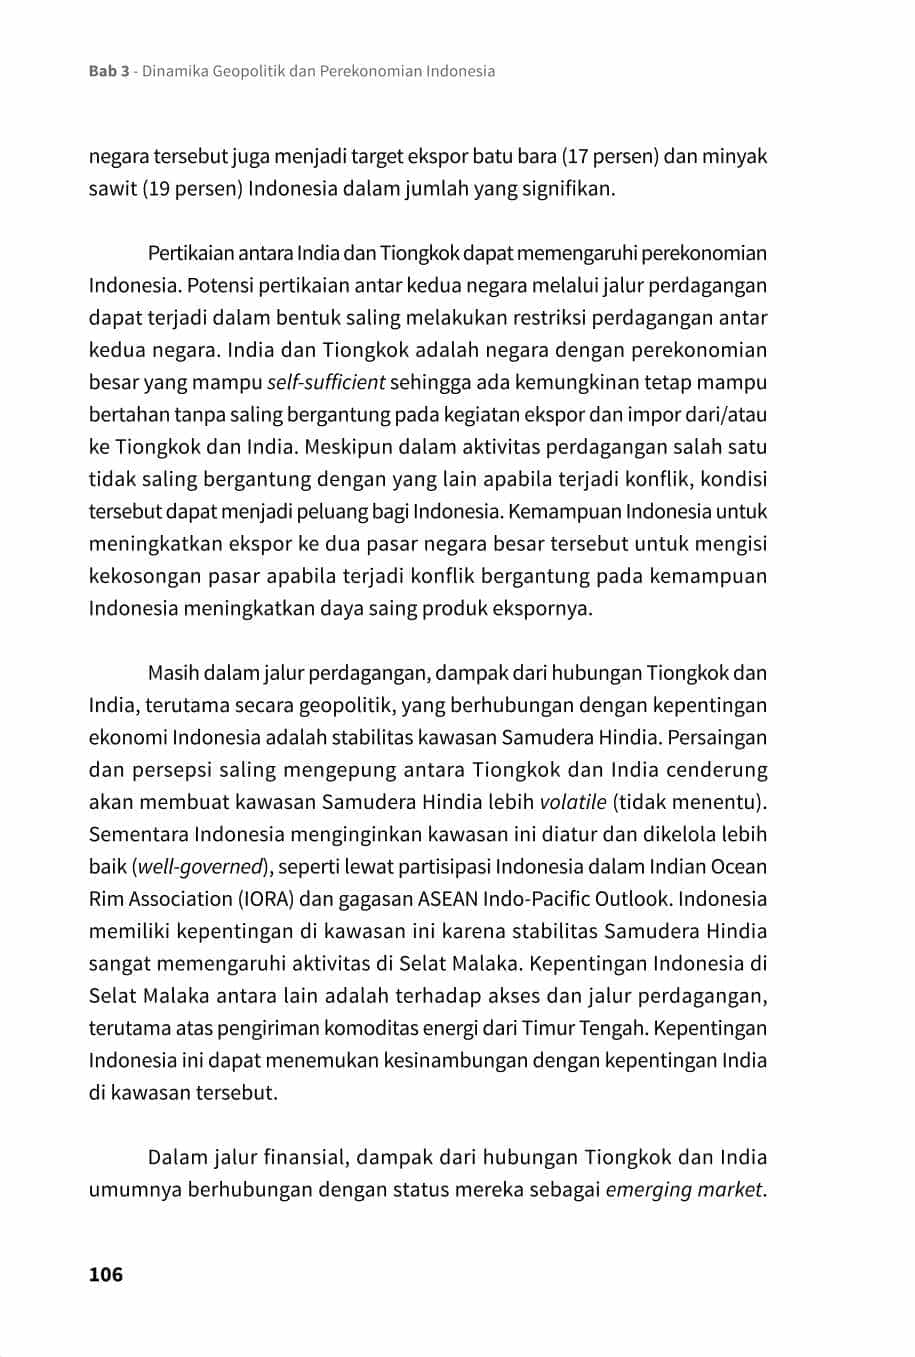 Bab 3 - Dinamika Geopolitik dan Perekonomian Indonesia
negara tersebut juga menjadi target ekspor batu bara (17 persen) dan minyak
sawit (19 persen) Indonesia dalam jumlah yang signifikan.
Pertikaian antara India dan Tiongkok dapat memengaruhi perekonomian
Indonesia. Potensi pertikaian antar kedua negara melalui jalur perdagangan
dapat terjadi dalam bentuk saling melakukan restriksi perdagangan antar
kedua negara. India dan Tiongkok adalah negara dengan perekonomian
besar yang mampu self-sufficient sehingga ada kemungkinan tetap mampu
bertahan tanpa saling bergantung pada kegiatan ekspor dan impor dari/atau
ke Tiongkok dan India. Meskipun dalam aktivitas perdagangan salah satu
tidak saling bergantung dengan yang lain apabila terjadi konflik, kondisi
tersebut dapat menjadi peluang bagi Indonesia. Kemampuan Indonesia untuk
meningkatkan ekspor ke dua pasar negara besar tersebut untuk mengisi
kekosongan pasar apabila terjadi konflik bergantung pada kemampuan
Indonesia meningkatkan daya saing produk ekspornya.
Masih dalam jalur perdagangan, dampak dari hubungan Tiongkok dan
India, terutama secara geopolitik, yang berhubungan dengan kepentingan
ekonomi Indonesia adalah stabilitas kawasan Samudera Hindia. Persaingan
dan persepsi saling mengepung antara Tiongkok dan India cenderung
akan membuat kawasan Samudera Hindia lebih volatile (tidak menentu).
Sementara Indonesia menginginkan kawasan ini diatur dan dikelola lebih
baik (well-governed), seperti lewat partisipasi Indonesia dalam Indian Ocean
Rim Association (IORA) dan gagasan ASEAN Indo-Pacific Outlook. Indonesia
memiliki kepentingan di kawasan ini karena stabilitas Samudera Hindia
sangat memengaruhi aktivitas di Selat Malaka. Kepentingan Indonesia di
Selat Malaka antara lain adalah terhadap akses dan jalur perdagangan,
terutama atas pengiriman komoditas energi dari Timur Tengah. Kepentingan
Indonesia ini dapat menemukan kesinambungan dengan kepentingan India
di kawasan tersebut.
Dalam jalur finansial, dampak dari hubungan Tiongkok dan India
umumnya berhubungan dengan status mereka sebagai emerging market.
106